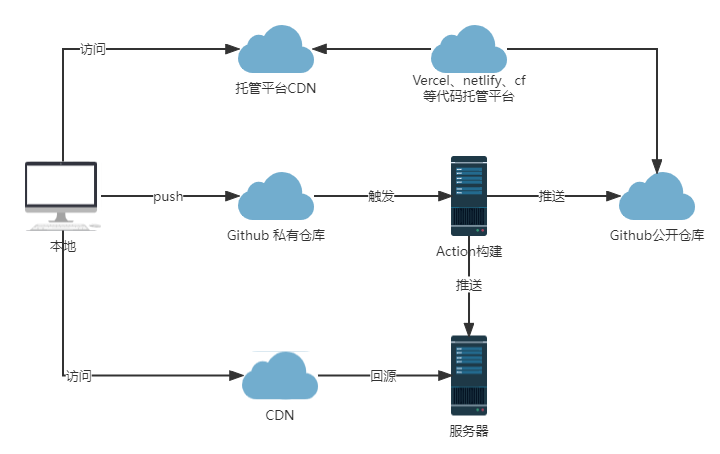 访问
托管平台CDN
Vercel、netlify、cf
等代码托管平台
push
触发
推送
本地
Github 私有仓库
Action构建
Github公开仓库
推送
访问
回源
CDN
服务器